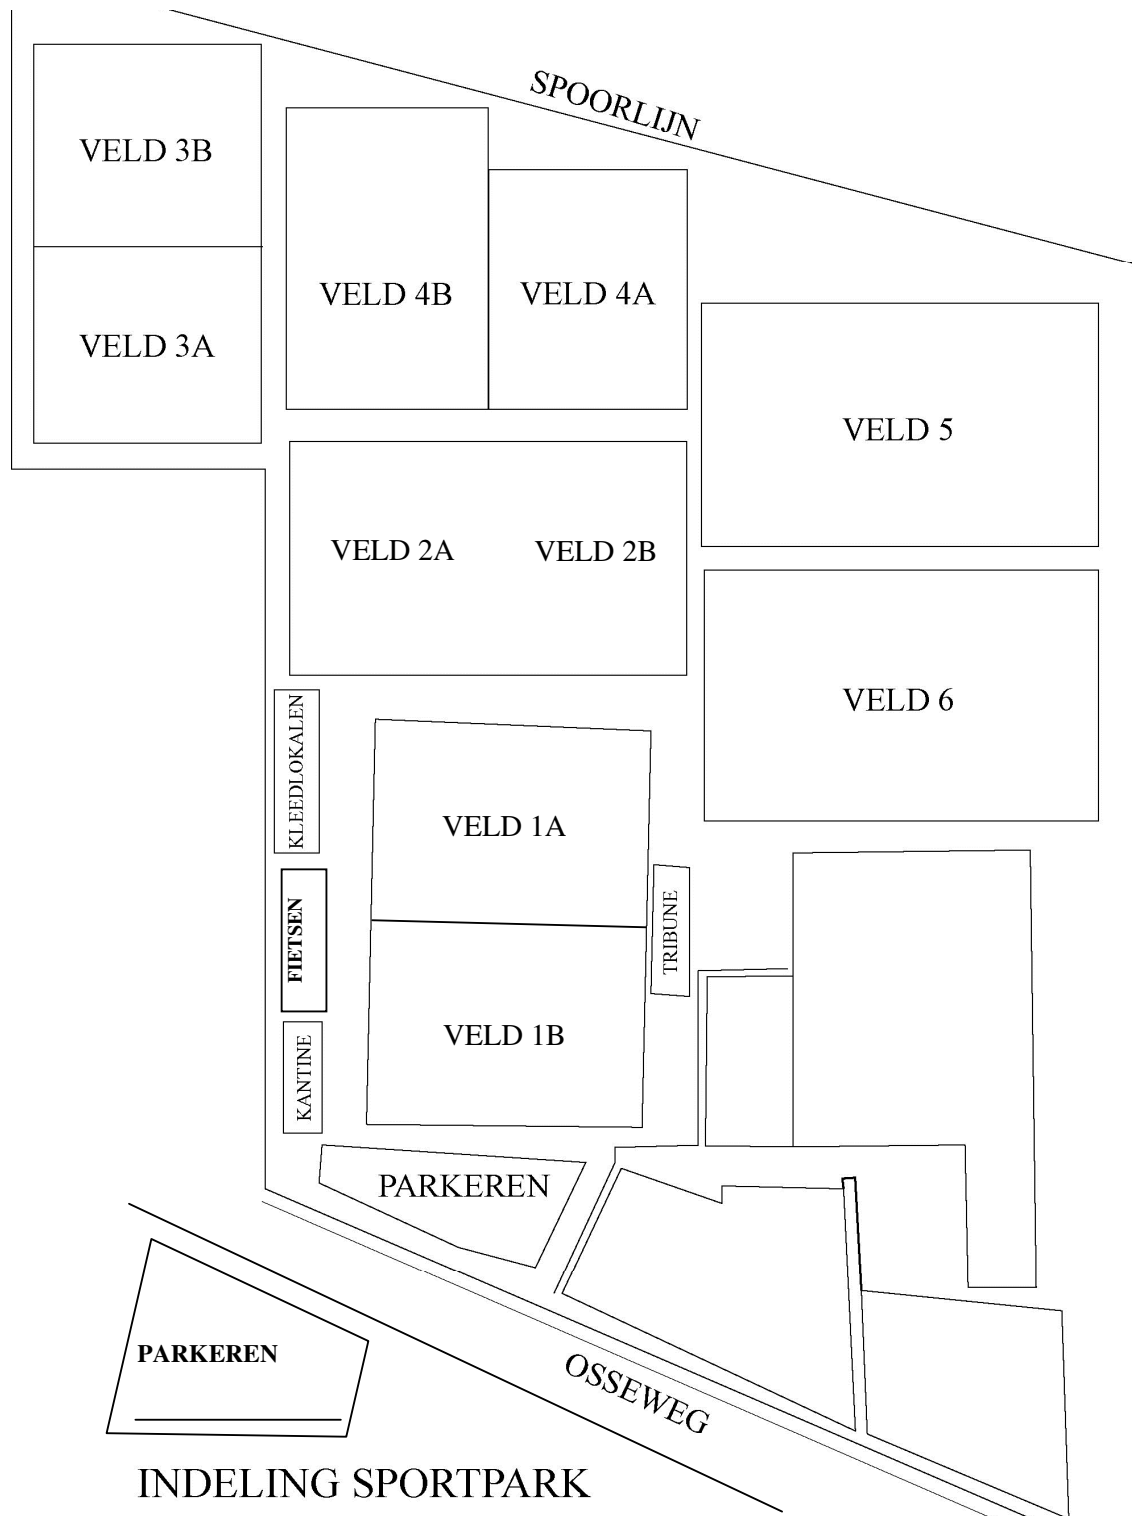 SPOORLIJN
VELD 3B
VELD 4B
VELD 4A
VELD 3A
VELD 5
VELD 2A
VELD 2B
VELD 6
KLEEDLOKALEN
VELD 1A
FIETSEN
TRIBUNE
VELD 1B
KANTINE
PARKEREN
PARKEREN
OSSEWEG
INDELING SPORTPARK